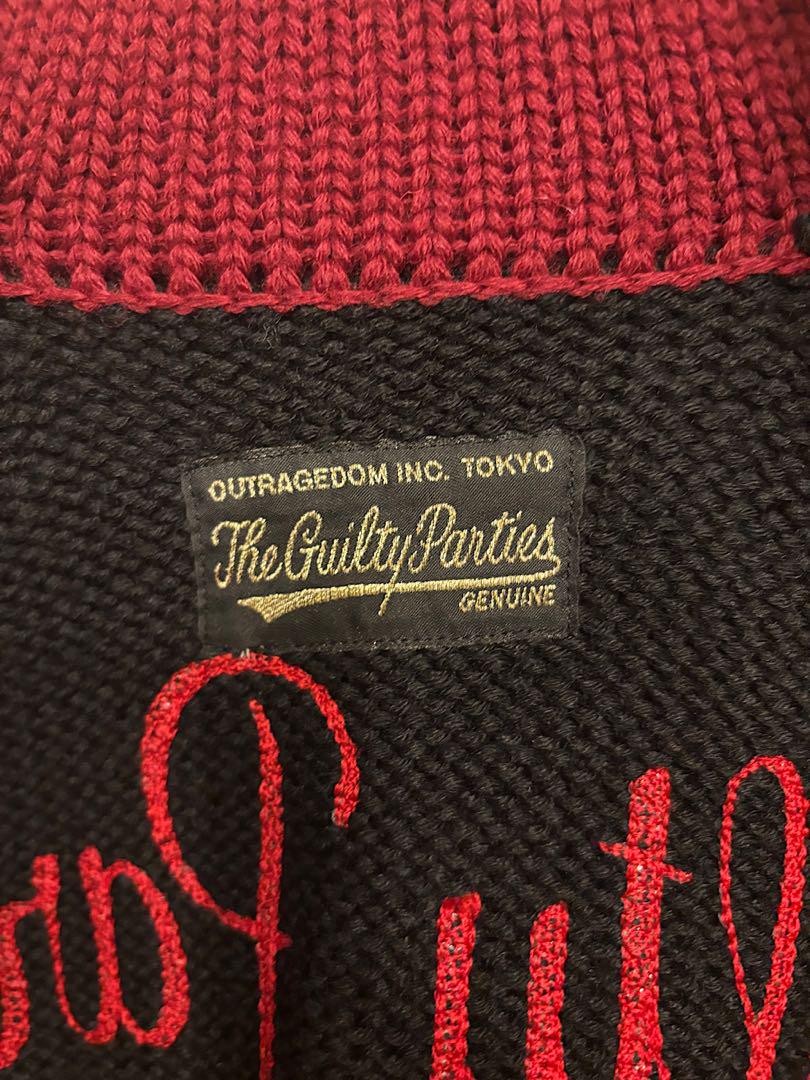 OUTRAGEDOM INC. TOKYO
The Guilty Parties
GENUINE